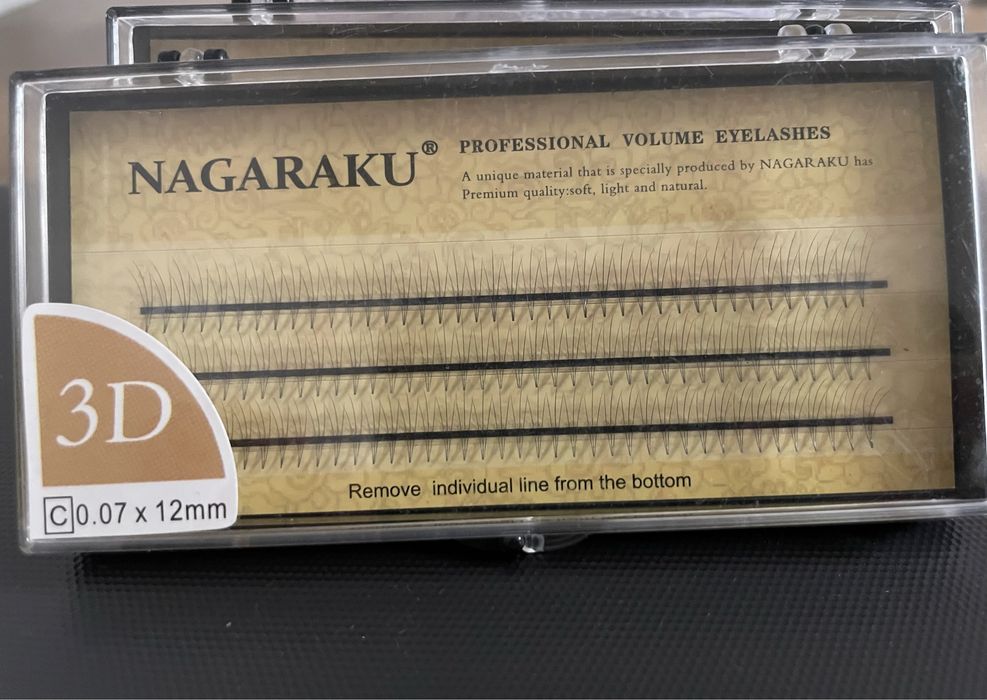 NAGARAKU®
PROFESSIONAL VOLUME EYELASHES
A unique material that is specially produced by NAGARAKU has
Premium quality:soft, light and natural.
3D
C 0.07 x 12mm
Remove individual line from the bottom